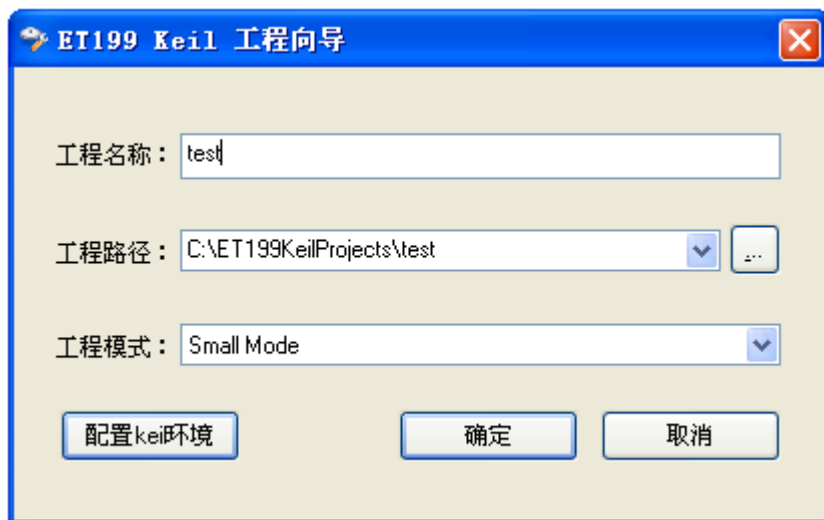 ET199 Keil 工程向导
工程名称： test
工程路径： C:\ET199KeilProjects\test ...
工程模式： Small Mode
配置kei环境 确定 取消